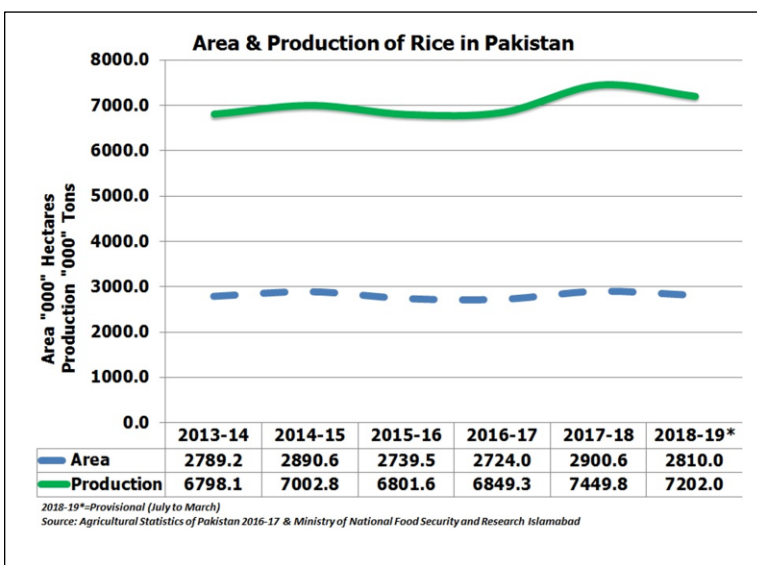 Area & Production of Rice in Pakistan
8000.0
7000.0
6000.0
5000.0
4000.0
3000.0
2000.0
1000.0
0.0
Area "000" Hectares
Production "000" Tons
2013-14 2014-15 2015-16 2016-17 2017-18 2018-19*
Area 2789.2 2890.6 2739.5 2724.0 2900.6 2810.0
Production 6798.1 7002.8 6801.6 6849.3 7449.8 7202.0
2018-19*=Provisional (July to March)
Source: Agricultural Statistics of Pakistan 2016-17 & Ministry of National Food Security and Research Islamabad